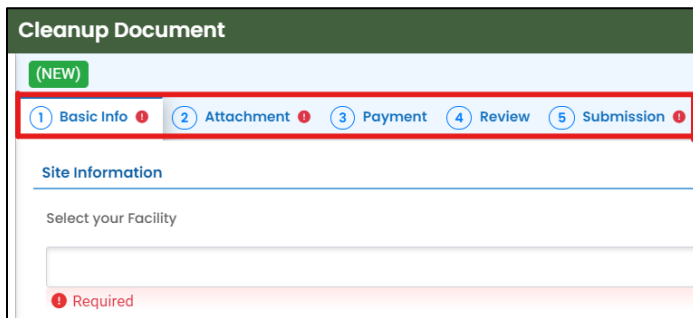 Cleanup Document
(NEW)
1 Basic Info ! 2 Attachment ! 3 Payment 4 Review 5 Submission !
Site Information
Select your Facility
! Required